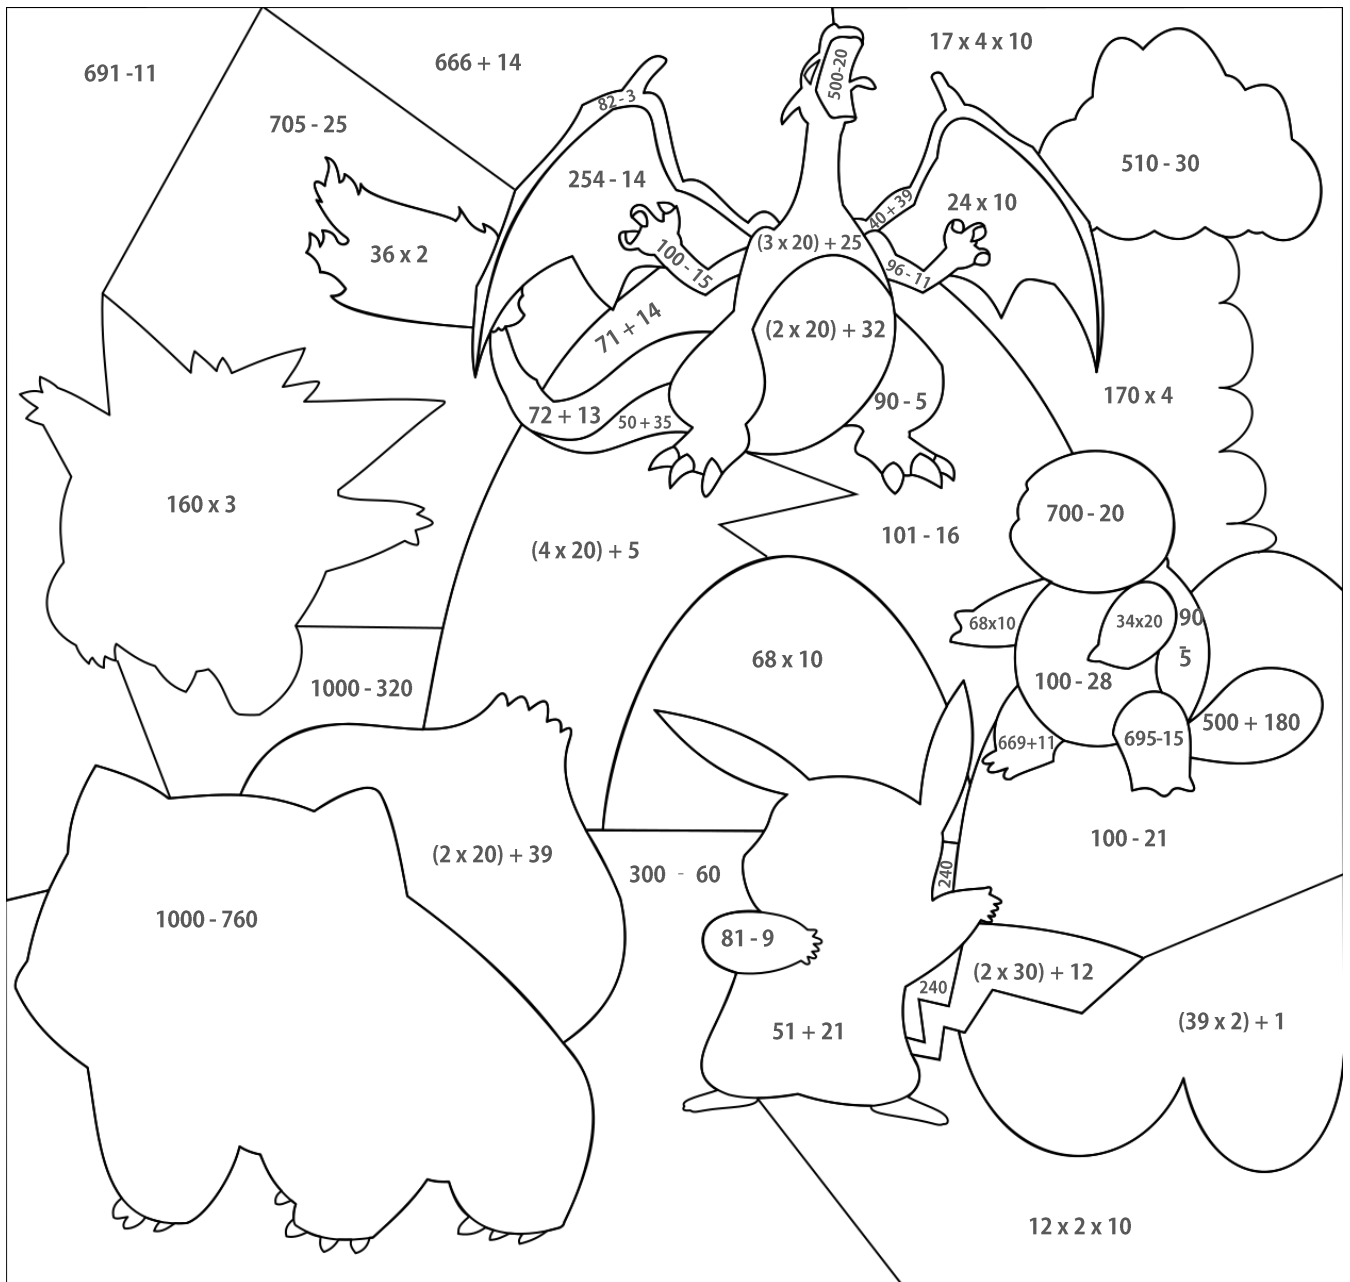 691 -11
666 + 14
17 x 4 x 10
500-20
82-3
705 - 25
510 - 30
254 - 14
24 x 10
40 + 39
36 x 2
(3 x 20) + 25
100 - 15
96 - 11
71 + 14
(2 x 20) + 32
170 x 4
90 - 5
72 + 13
50 + 35
160 x 3
700 - 20
101 - 16
(4 x 20) + 5
68x10
34x20
90
-
5
68 x 10
1000 - 320
100 - 28
500 + 180
669+11
695-15
100 - 21
(2 x 20) + 39
300 - 60
240
1000 - 760
81 - 9
(2 x 30) + 12
240
51 + 21
(39 x 2) + 1
12 x 2 x 10